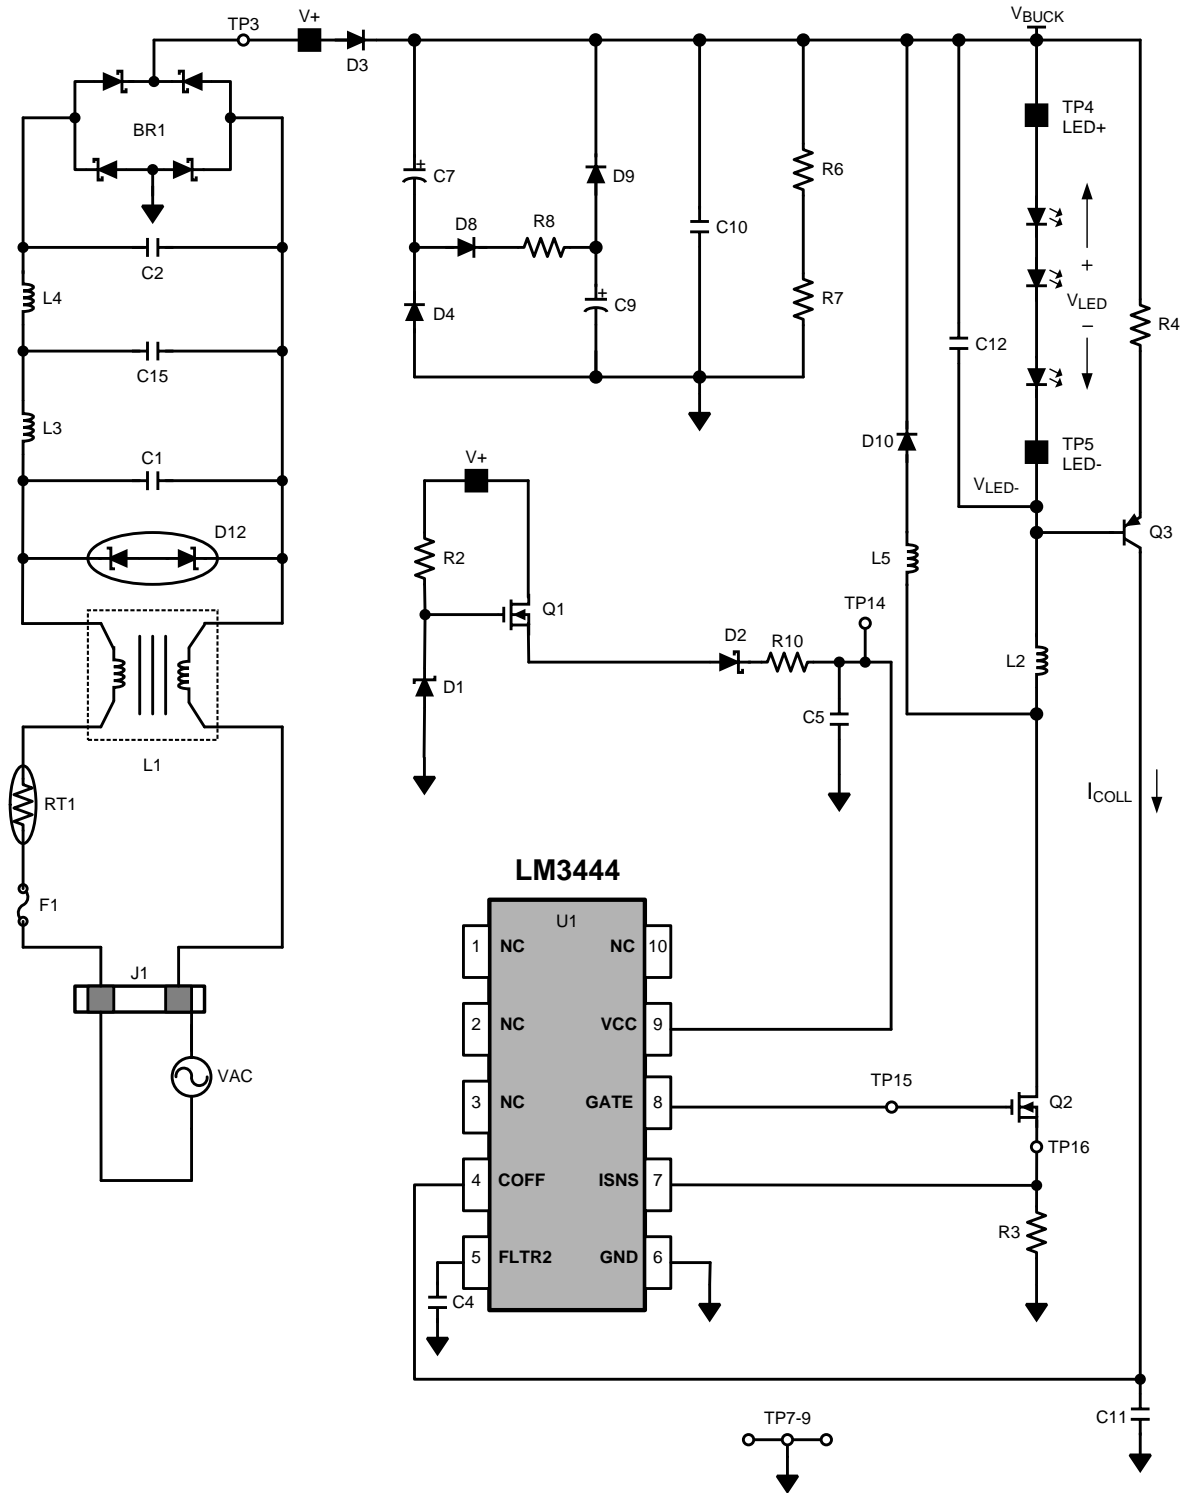 V+
VBUCK
TP3
D3
BR1
TP4
LED+
C7
D9
R6
D8
R8
C10
C2
L4
+
VLED
–
R7
D4
C9
R4
C12
C15
L3
D10
TP5
LED-
C1
V+
VLED-
D12
Q3
R2
L5
Q1
TP14
D2
R10
L2
D1
C5
L1
ICOLL
RT1
LM3444
F1
U1
1 NC
NC 10
J1
2 NC
VCC 9
VAC
TP15
3 NC
GATE 8
Q2
TP16
4 COFF
ISNS 7
R3
5 FLTR2
GND 6
C4
TP7-9
C11